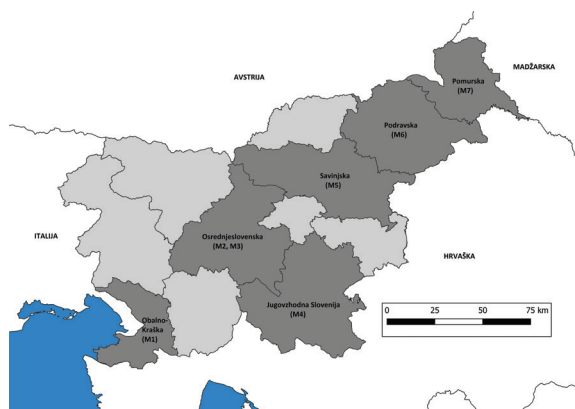 MADŽARSKA
AVSTRIJA
Pomurska
(M7)
Podravska
(M6)
Savinjska
(M5)
ITALIJA
Osrednjeslovenska
(M2, M3)
HRVAŠKA
Jugovzhodna Slovenija
(M4)
Obalno-
Kraška
(M1)
0 25 50 75 km